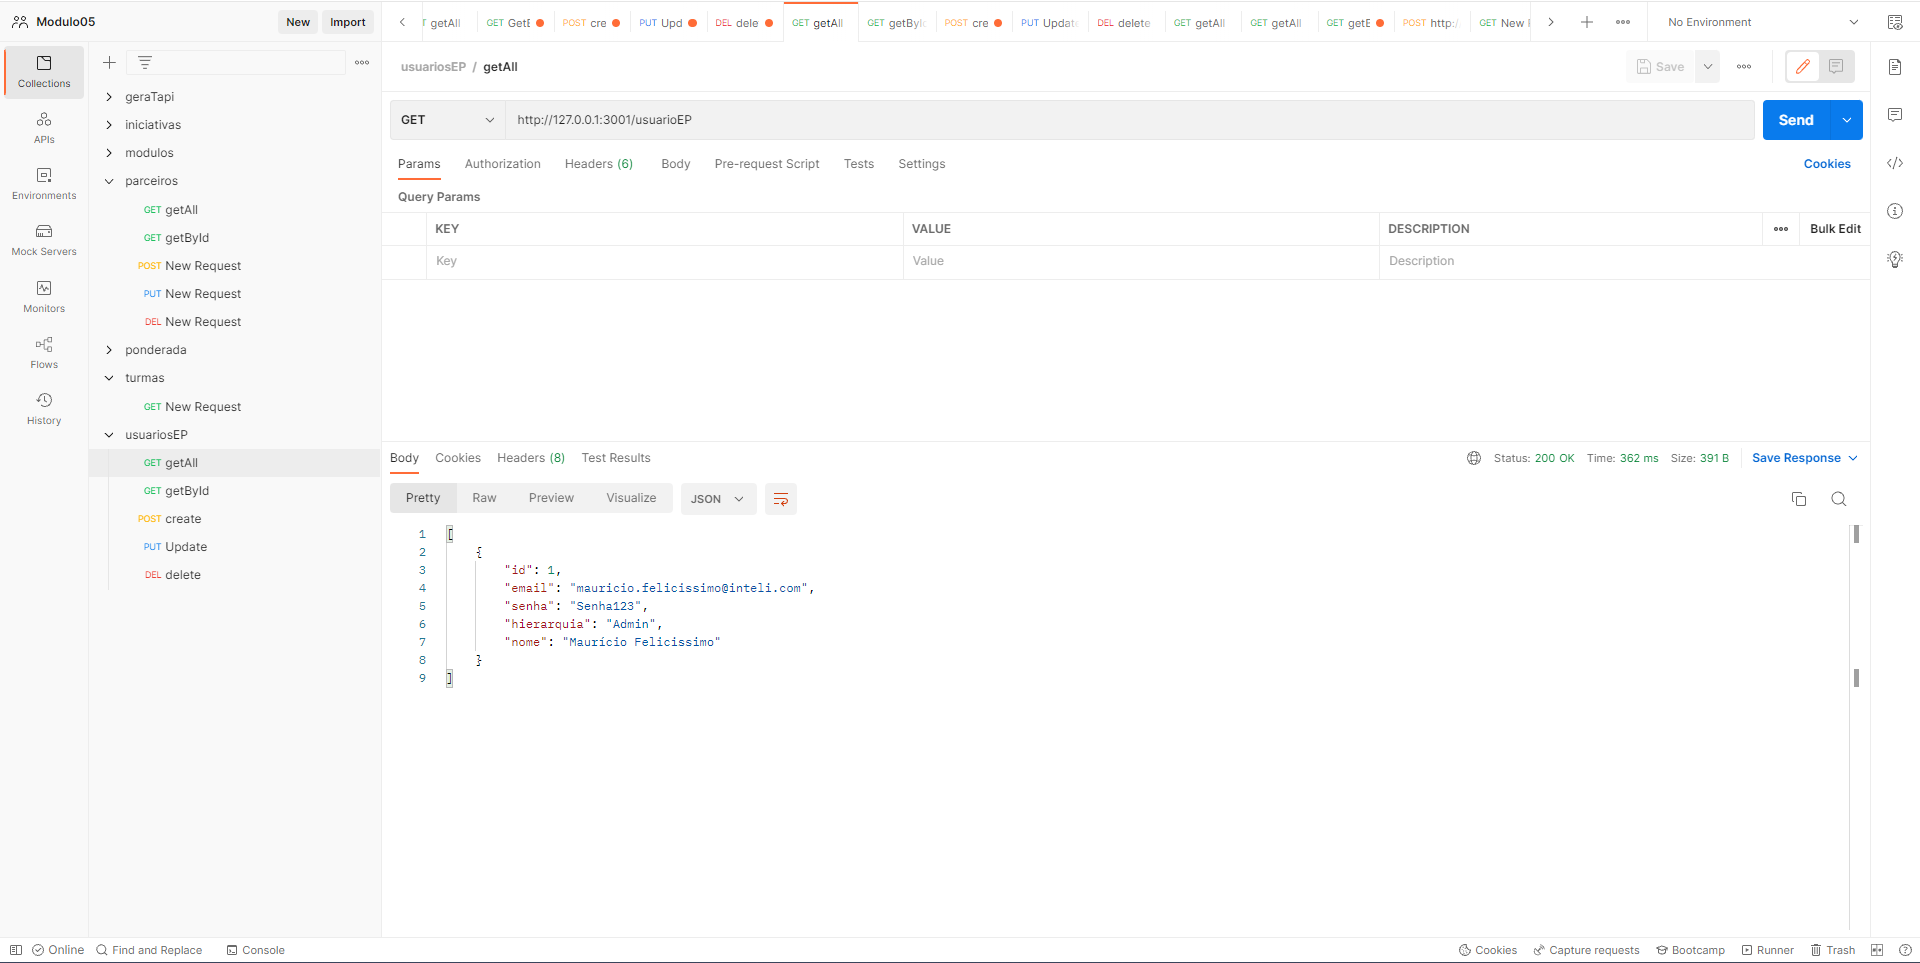 Modulo05
New
Import
getAll
GET GetE
POST cre
PUT Upd
DEL dele
GET getAll
GET getByI
POST cre
PUT Updat
DEL delete
GET getAll
GET getAll
GET getE
POST http:/
GET New
No Environment
Collections
APIs
Environments
Mock Servers
Monitors
Flows
History
geraTapi
iniciativas
modulos
parceiros
GET getAll
GET getById
POST New Request
PUT New Request
DEL New Request
ponderada
turmas
GET New Request
usuariosEP
GET getAll
GET getById
POST create
PUT Update
DEL delete
usuariosEP / getAll
Save
GET
http://127.0.0.1:3001/usuarioEP
Send
Params
Authorization
Headers (6)
Body
Pre-request Script
Tests
Settings
Cookies
Query Params
KEY
VALUE
DESCRIPTION
Bulk Edit
Key
Value
Description
Body
Cookies
Headers (8)
Test Results
Status: 200 OK
Time: 362 ms
Size: 391 B
Save Response
Pretty
Raw
Preview
Visualize
JSON
1 [
2 {
3 "id": 1,
4 "email": "mauricio.felicissimo@inteli.com",
5 "senha": "Senha123",
6 "hierarquia": "Admin",
7 "nome": "Maurício Felicissimo"
8 }
9 ]
Online
Find and Replace
Console
Cookies
Capture requests
Bootcamp
Runner
Trash